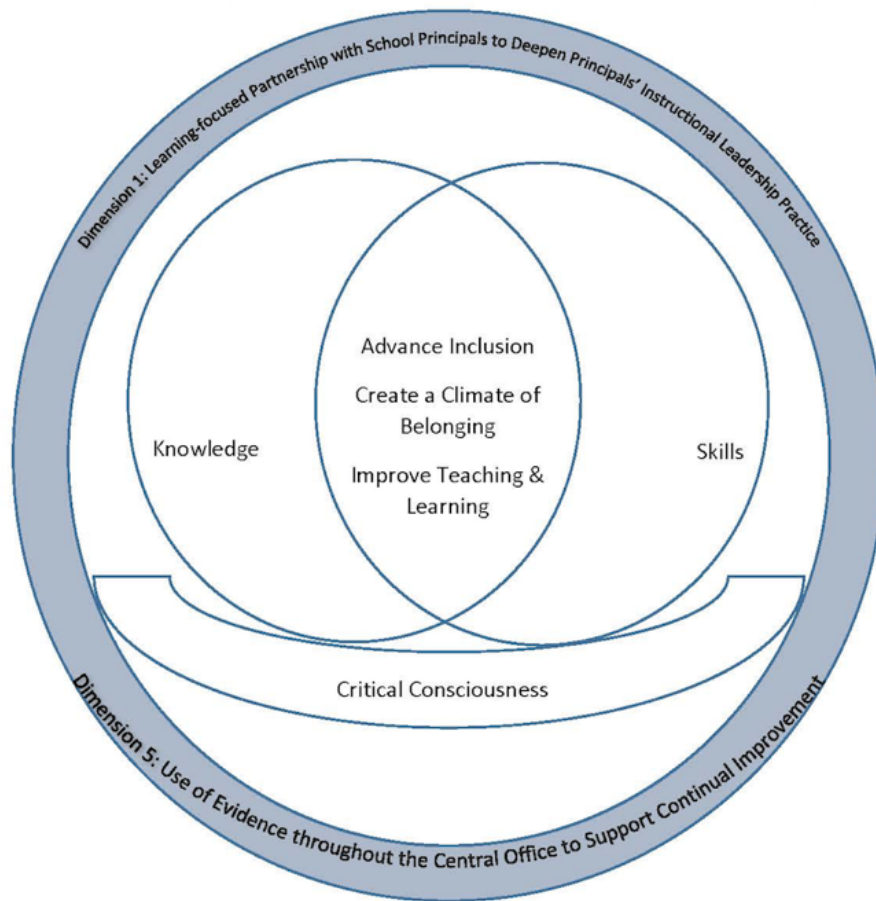 Dimension 1: Learning-focused Partnership with School Principals to Deepen Principals' Instructional Leadership Practice
Advance Inclusion
Create a Climate of
Belonging
Improve Teaching &
Learning
Knowledge
Skills
Critical Consciousness
Dimension 5: Use of Evidence throughout the Central Office to Support Continual Improvement